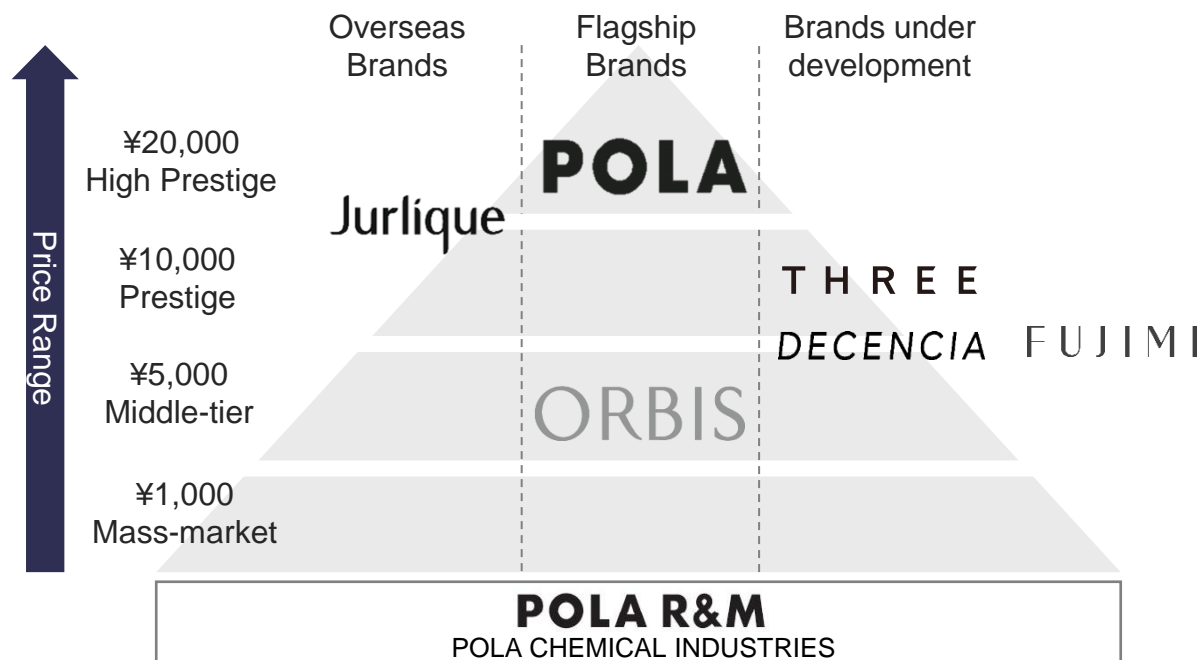 Overseas
Brands
Flagship
Brands
Brands under
development
Price Range
¥20,000
High Prestige
POLA
Jurlique
¥10,000
Prestige
THREE
DECENCIA FUJIMI
¥5,000
Middle-tier
ORBIS
¥1,000
Mass-market
POLA R&M
POLA CHEMICAL INDUSTRIES